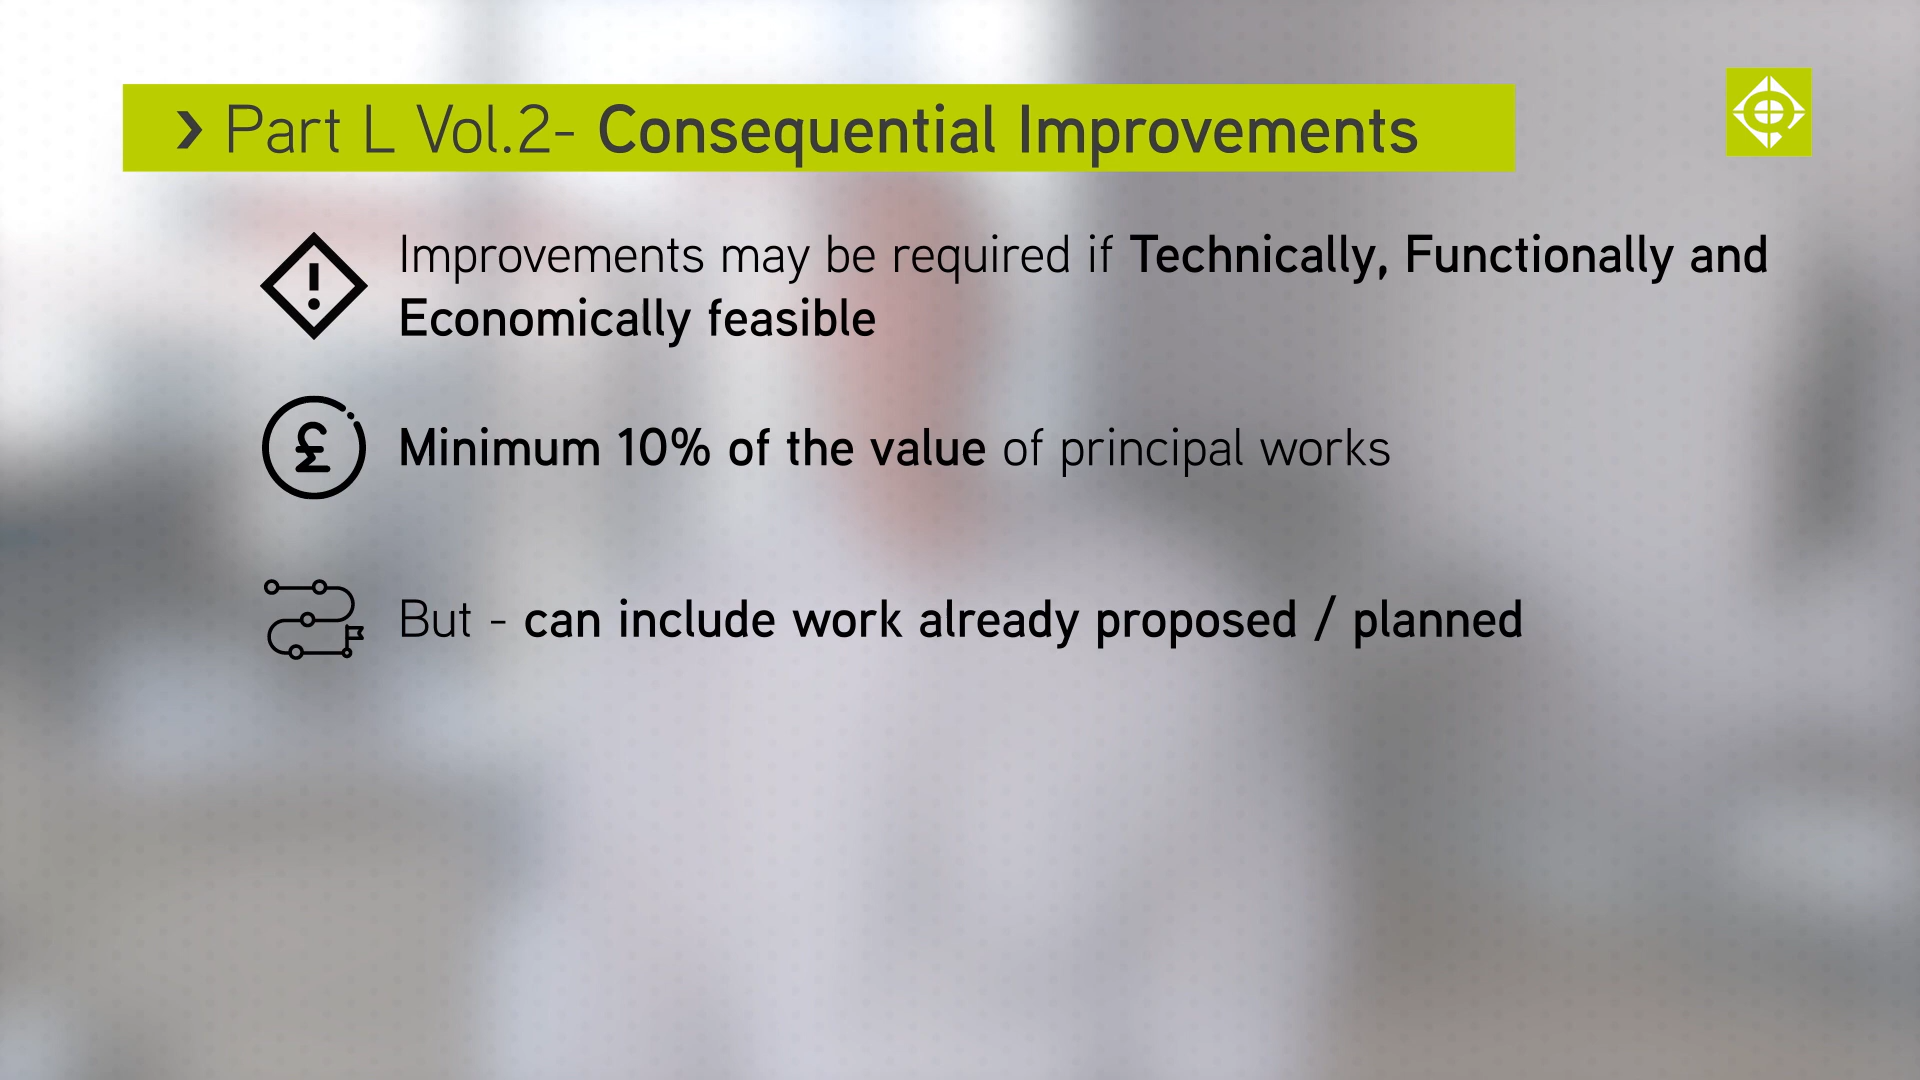 Part L Vol.2- Consequential Improvements
Improvements may be required if Technically, Functionally and
Economically feasible
Minimum 10% of the value of principal works
But - can include work already proposed / planned